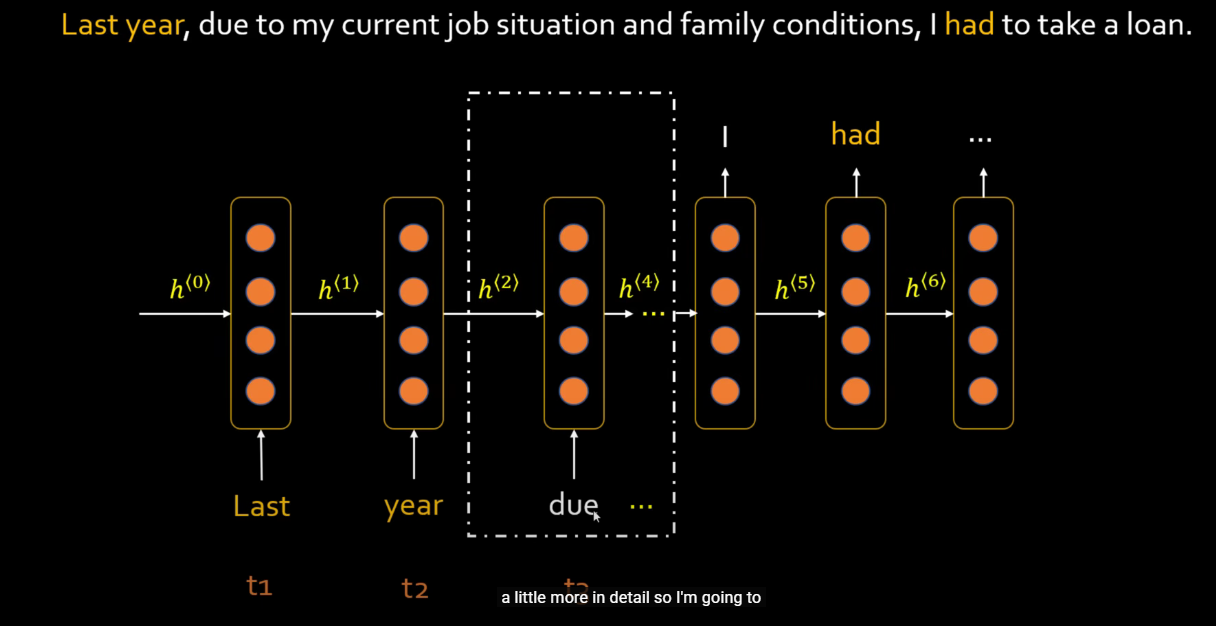 Last year, due to my current job situation and family conditions, I had to take a loan.
I had ...
h⟨0⟩ h⟨1⟩ h⟨2⟩ h⟨4⟩ ... h⟨5⟩ h⟨6⟩
Last year due ...
t1 t2 t3
a little more in detail so I'm going to